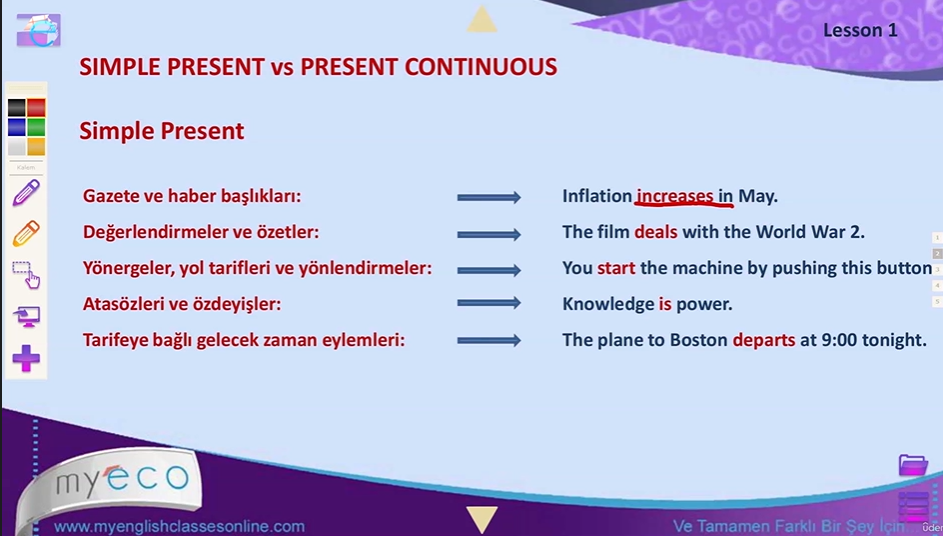 Lesson 1
SIMPLE PRESENT vs PRESENT CONTINUOUS
Simple Present
Gazete ve haber başlıkları: Inflation increases in May.
Değerlendirmeler ve özetler: The film deals with the World War 2.
Yönergeler, yol tarifleri ve yönlendirmeler: You start the machine by pushing this button
Atasözleri ve özdeyişler: Knowledge is power.
Tarifeye bağlı gelecek zaman eylemleri: The plane to Boston departs at 9:00 tonight.
1
2
3
4
5
myeco
www.myenglishclassesonline.com
Ve Tamamen Farklı Bir Şey İçin